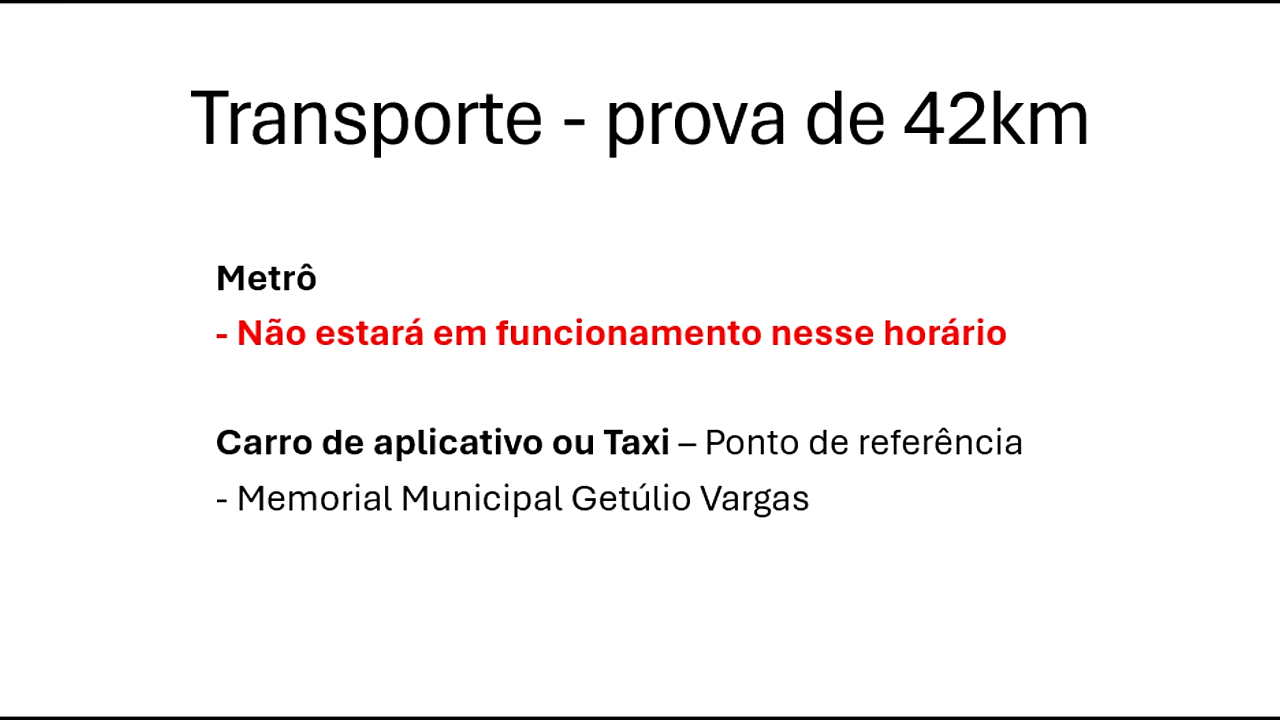 Transporte - prova de 42km
Metrô
- Não estará em funcionamento nesse horário
Carro de aplicativo ou Taxi – Ponto de referência
- Memorial Municipal Getúlio Vargas